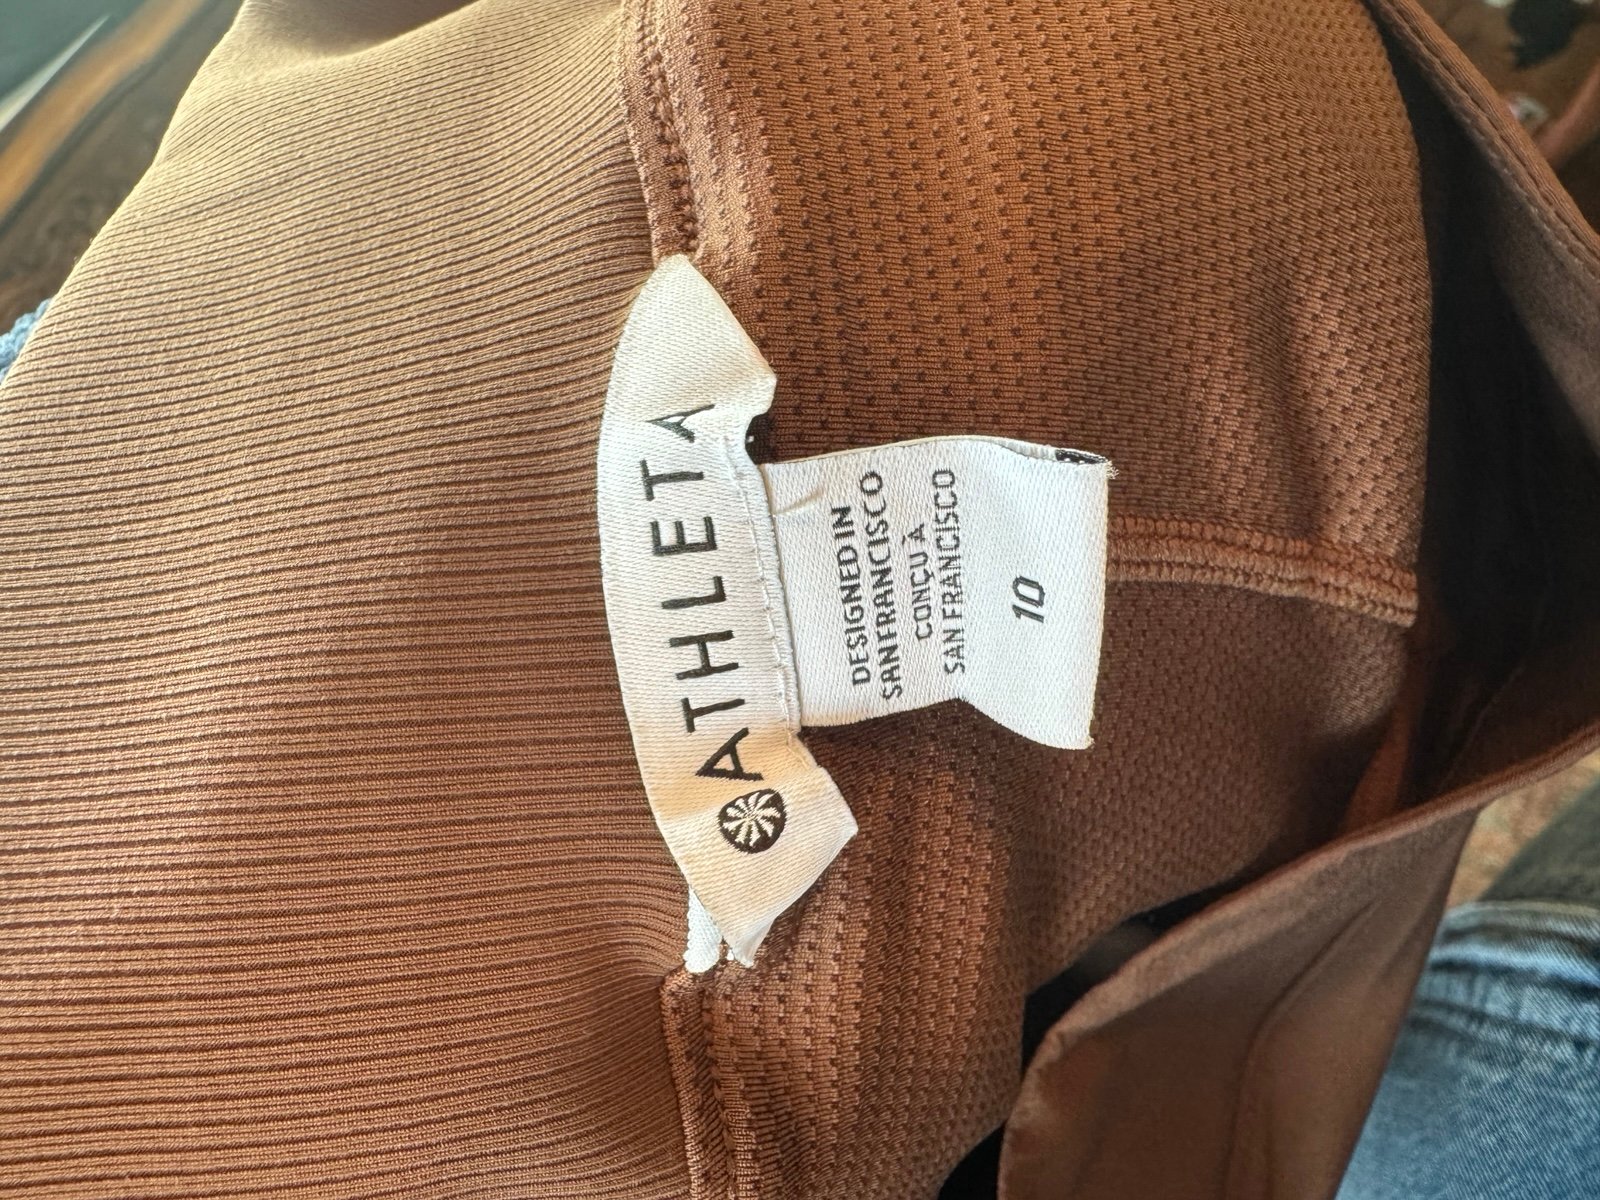 ATHLETA
DESIGNED IN
SAN FRANCISCO
CONÇU À
SAN FRANCISCO
10